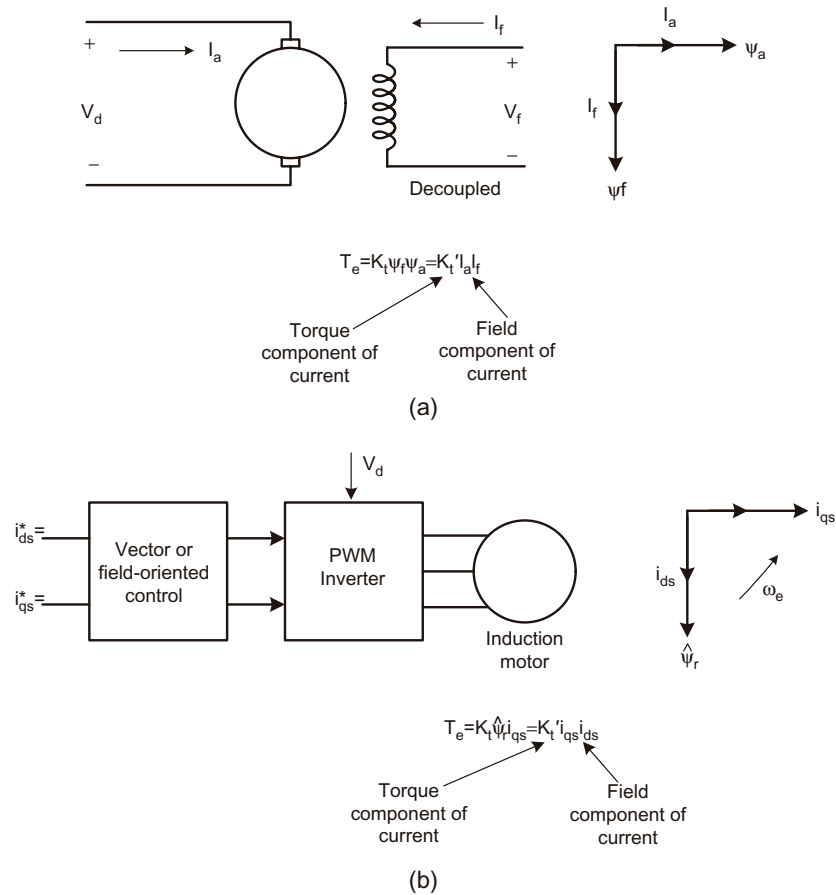 I_a
+
V_d
−
I_f
+
V_f
−
Decoupled
I_a
ψ_a
I_f
ψf
T_e=K_tψ_fψ_a=K_t′I_aI_f
Torque
component of
current
Field
component of
current
(a)
V_d
i*_ds=
i*_qs=
Vector or
field-oriented
control
PWM
Inverter
Induction
motor
i_qs
i_ds
ω_e
ψ̂_r
T_e=K_tψ̂_ri_qs=K_t′i_qsi_ds
Torque
component of
current
Field
component of
current
(b)